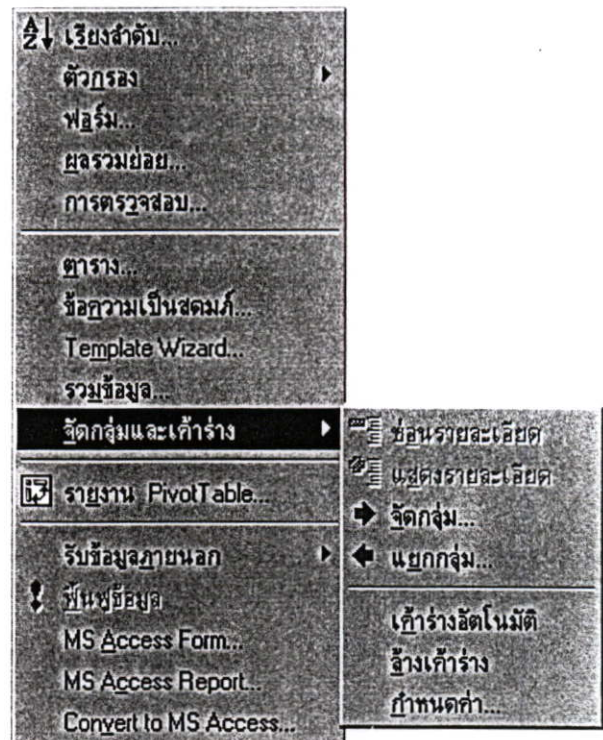 เรียงลำดับ...
ตัวกรอง
ฟอร์ม...
ผลรวมย่อย...
การตรวจสอบ...
ตาราง...
ข้อความเป็นสดมภ์...
Template Wizard...
รวมข้อมูล...
จัดกลุ่มและเค้าร่าง
รายงาน PivotTable...
รับข้อมูลภายนอก
ฟื้นฟูข้อมูล
MS Access Form...
MS Access Report...
Convert to MS Access...
ซ่อนรายละเอียด
แสดงรายละเอียด
จัดกลุ่ม...
แยกกลุ่ม...
เค้าร่างอัตโนมัติ
ล้างเค้าร่าง
กำหนดค่า...